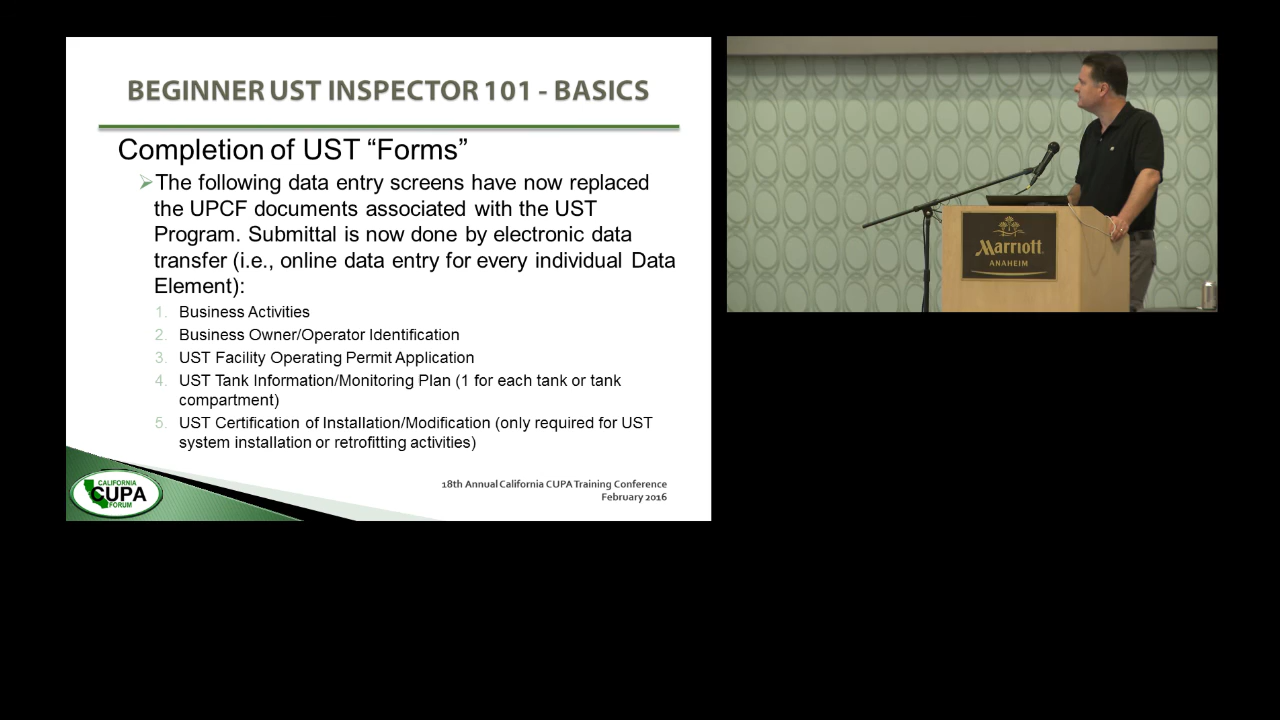 BEGINNER UST INSPECTOR 101 - BASICS
Completion of UST “Forms”
The following data entry screens have now replaced
the UPCF documents associated with the UST
Program. Submittal is now done by electronic data
transfer (i.e., online data entry for every individual Data
Element):
1. Business Activities
2. Business Owner/Operator Identification
3. UST Facility Operating Permit Application
4. UST Tank Information/Monitoring Plan (1 for each tank or tank
compartment)
5. UST Certification of Installation/Modification (only required for UST
system installation or retrofitting activities)
CALIFORNIA
CUPA
FORUM
18th Annual California CUPA Training Conference
February 2016
Marriott
ANAHEIM